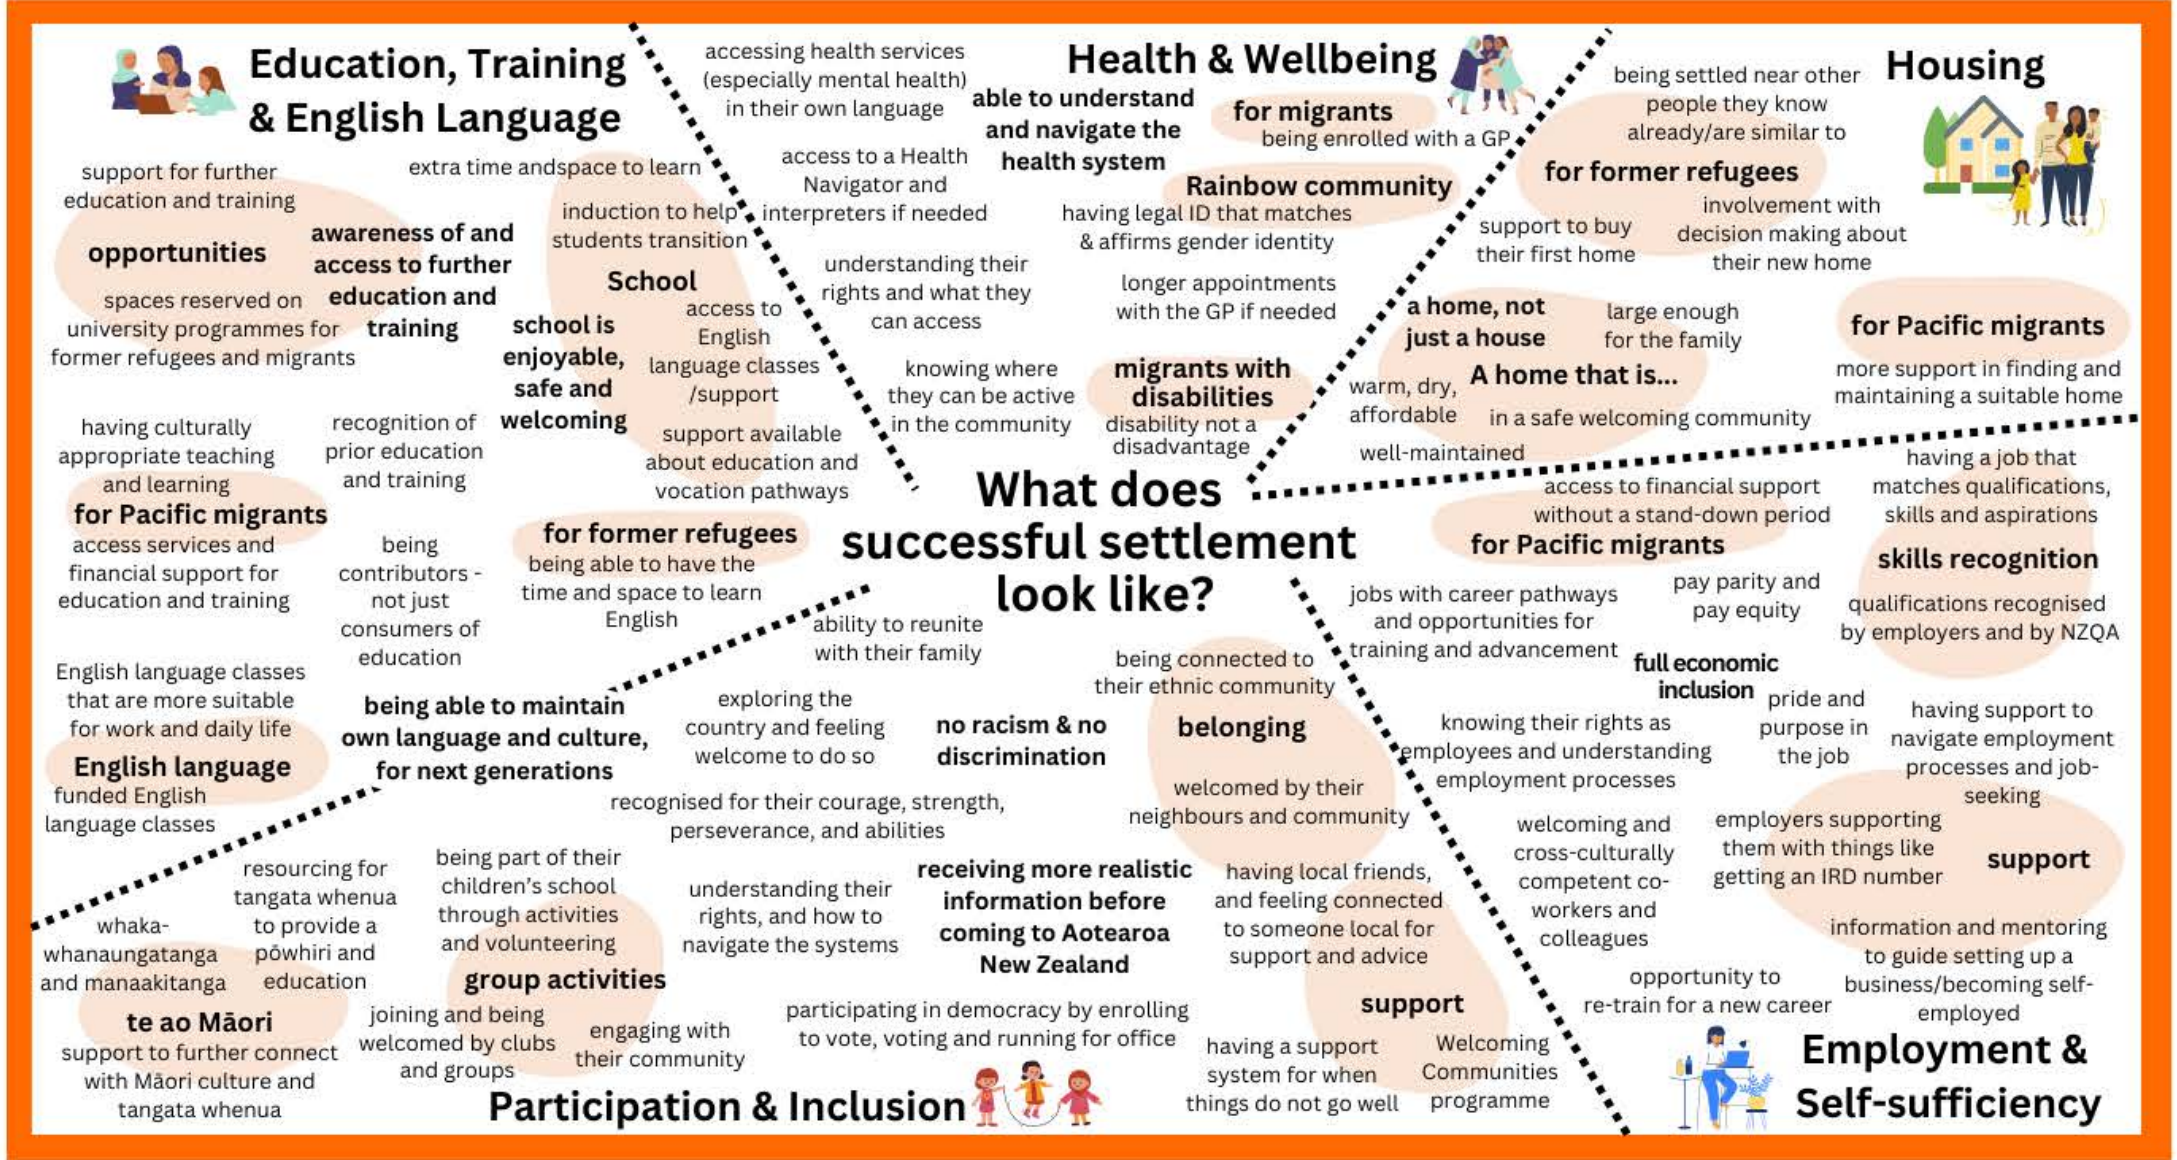 Education, Training
& English Language
support for further
education and training
opportunities
spaces reserved on
university programmes for
former refugees and migrants
awareness of and
access to further
education and
training
extra time andspace to learn
induction to help
students transition
School
access to
English
language classes
/support
school is
enjoyable,
safe and
welcoming
support available
about education and
vocation pathways
having culturally
appropriate teaching
and learning
for Pacific migrants
access services and
financial support for
education and training
recognition of
prior education
and training
being
contributors -
not just
consumers of
education
for former refugees
being able to have the
time and space to learn
English
English language classes
that are more suitable
for work and daily life
English language
funded English
language classes
being able to maintain
own language and culture,
for next generations
Health & Wellbeing
accessing health services
(especially mental health)
in their own language
able to understand
and navigate the
health system
for migrants
being enrolled with a GP
access to a Health
Navigator and
interpreters if needed
Rainbow community
having legal ID that matches
& affirms gender identity
understanding their
rights and what they
can access
longer appointments
with the GP if needed
knowing where
they can be active
in the community
migrants with
disabilities
disability not a
disadvantage
Housing
being settled near other
people they know
already/are similar to
for former refugees
involvement with
decision making about
their new home
support to buy
their first home
a home, not
just a house
large enough
for the family
A home that is...
warm, dry,
affordable
in a safe welcoming community
well-maintained
for Pacific migrants
more support in finding and
maintaining a suitable home
What does
successful settlement
look like?
access to financial support
without a stand-down period
for Pacific migrants
having a job that
matches qualifications,
skills and aspirations
skills recognition
qualifications recognised
by employers and by NZQA
jobs with career pathways
and opportunities for
training and advancement
pay parity and
pay equity
full economic
inclusion
knowing their rights as
employees and understanding
employment processes
pride and
purpose in
the job
having support to
navigate employment
processes and job-
seeking
welcoming and
cross-culturally
competent co-
workers and
colleagues
employers supporting
them with things like
getting an IRD number
support
information and mentoring
to guide setting up a
business/becoming self-
employed
opportunity to
re-train for a new career
Employment &
Self-sufficiency
ability to reunite
with their family
exploring the
country and feeling
welcome to do so
no racism & no
discrimination
being connected to
their ethnic community
belonging
welcomed by their
neighbours and community
recognised for their courage, strength,
perseverance, and abilities
resourcing for
tangata whenua
to provide a
pōwhiri and
education
whaka-
whanaungatanga
and manaakitanga
te ao Māori
support to further connect
with Māori culture and
tangata whenua
being part of their
children's school
through activities
and volunteering
group activities
joining and being
welcomed by clubs
and groups
engaging with
their community
understanding their
rights, and how to
navigate the systems
receiving more realistic
information before
coming to Aotearoa
New Zealand
participating in democracy by enrolling
to vote, voting and running for office
having local friends,
and feeling connected
to someone local for
support and advice
support
having a support
system for when
things do not go well
Welcoming
Communities
programme
Participation & Inclusion